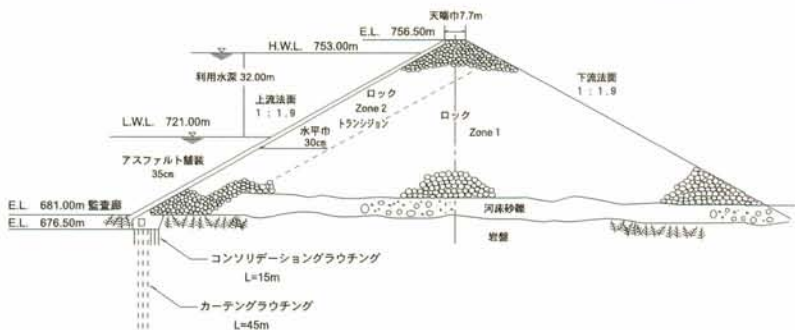 天端巾7.7m
E.L. 756.50m
H.W.L. 753.00m
利用水深 32.00m
上流法面
1 : 1.9
ロック
Zone 2
トランジション
下流法面
1 : 1.9
L.W.L. 721.00m
水平巾
30cm
ロック
Zone 1
アスファルト舗装
35cm
E.L. 681.00m 監査廊
E.L. 676.50m
河床砂礫
岩盤
コンソリデーショングラウチング
L=15m
カーテングラウチング
L=45m